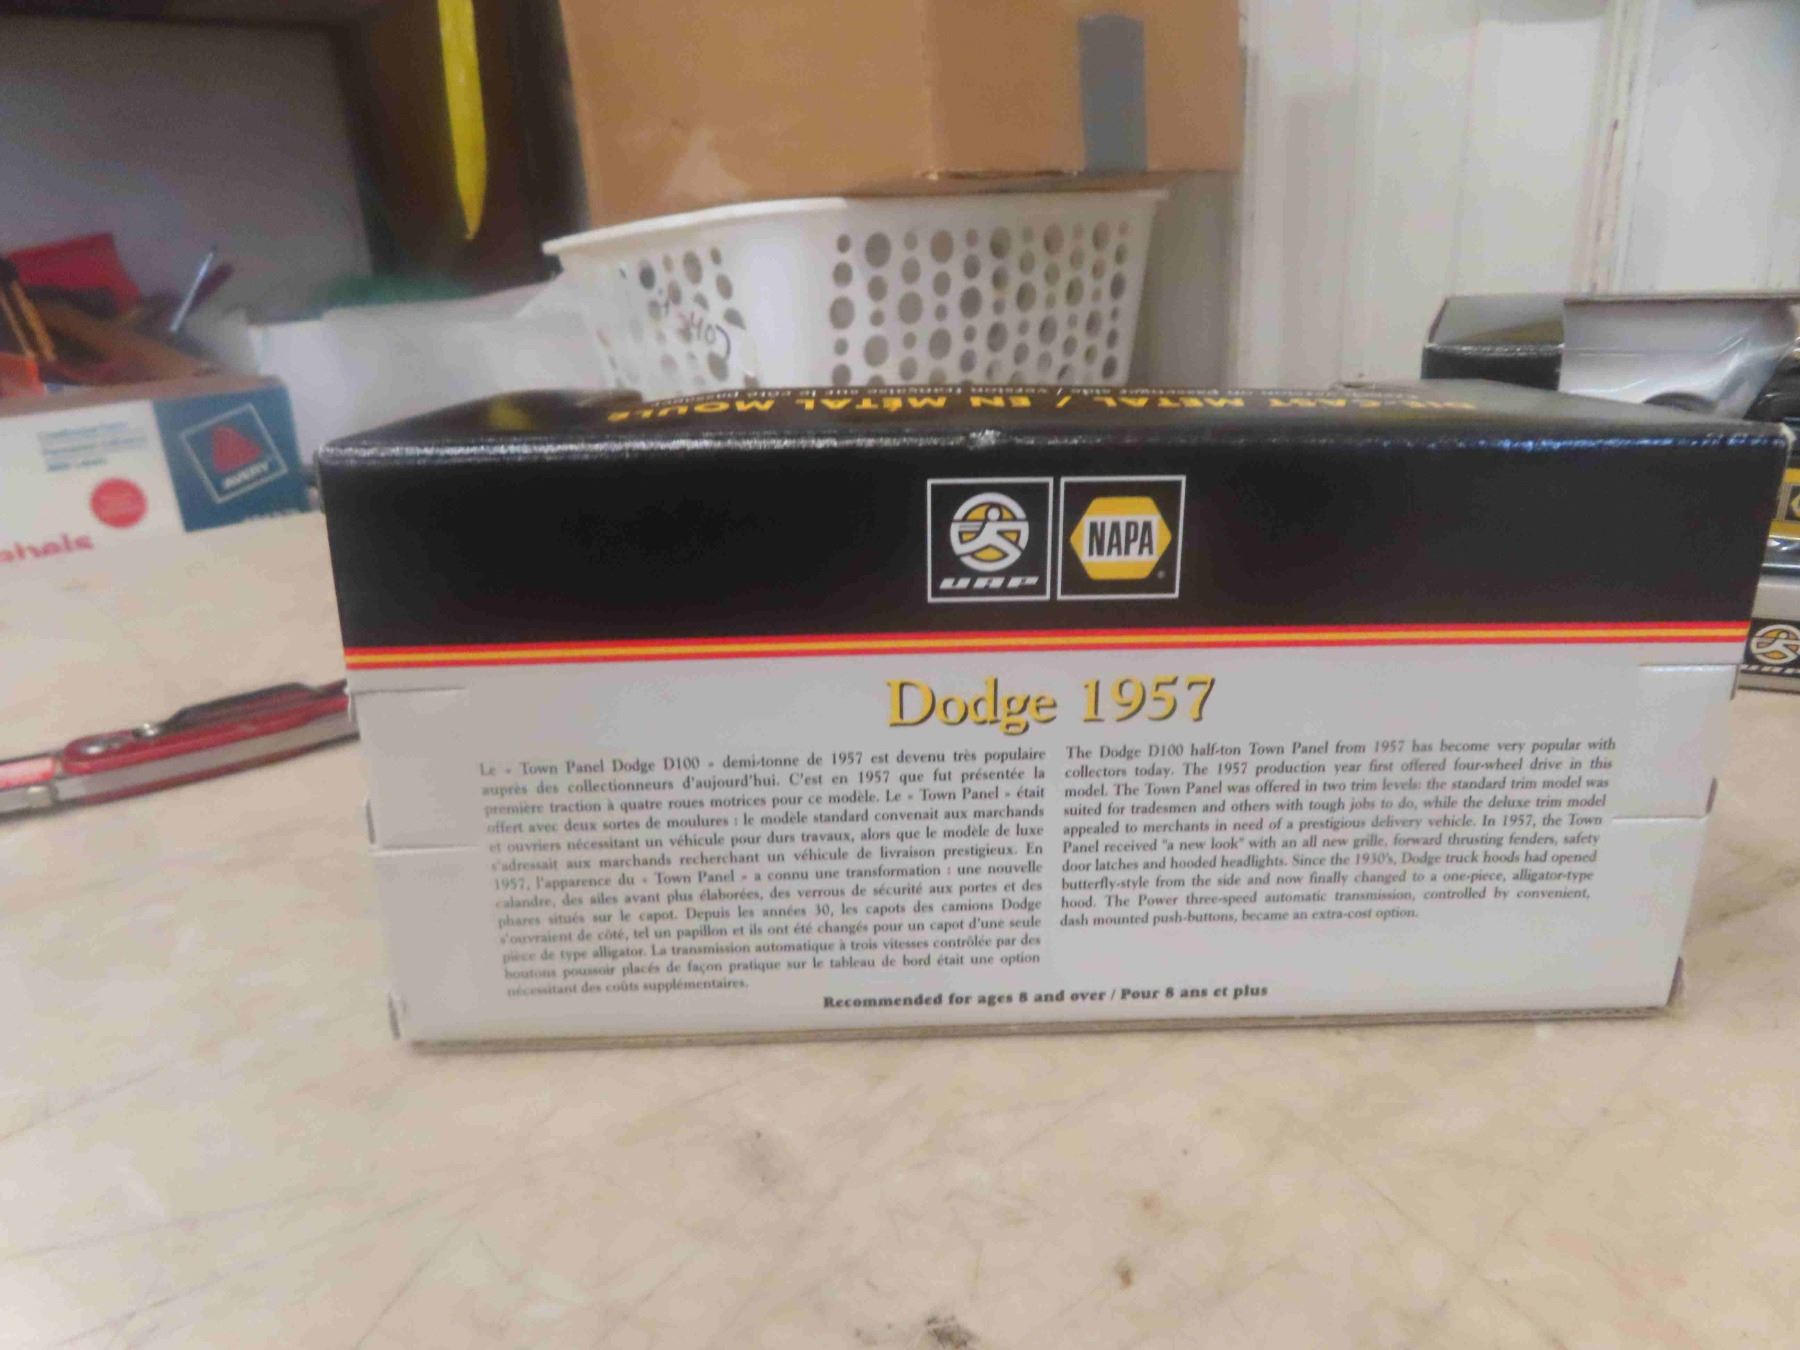 DIE CAST METAL / EN MÉTAL MOULÉ
UAP
NAPA
Dodge 1957
Le « Town Panel Dodge D100 » demi-tonne de 1957 est devenu très populaire
auprès des collectionneurs d'aujourd'hui. C'est en 1957 que fut présentée la
première traction à quatre roues motrices pour ce modèle. Le « Town Panel » était
offert avec deux sortes de moulures : le modèle standard convenait aux marchands
et ouvriers nécessitant un véhicule pour durs travaux, alors que le modèle de luxe
s'adressait aux marchands recherchant un véhicule de livraison prestigieux. En
1957, l'apparence du « Town Panel » a connu une transformation : une nouvelle
calandre, des ailes avant plus élaborées, des verrous de sécurité aux portes et des
phares situés sur le capot. Depuis les années 30, les capots des camions Dodge
s'ouvraient de côté, tel un papillon et ils ont été changés pour un capot d'une seule
pièce de type alligator. La transmission automatique à trois vitesses contrôlée par des
boutons poussoir placés de façon pratique sur le tableau de bord était une option
nécessitant des coûts supplémentaires.
The Dodge D100 half-ton Town Panel from 1957 has become very popular with
collectors today. The 1957 production year first offered four-wheel drive in this
model. The Town Panel was offered in two trim levels: the standard trim model was
suited for tradesmen and others with tough jobs to do, while the deluxe trim model
appealed to merchants in need of a prestigious delivery vehicle. In 1957, the Town
Panel received "a new look" with an all new grille, forward thrusting fenders, safety
door latches and hooded headlights. Since the 1930's, Dodge truck hoods had opened
butterfly-style from the side and now finally changed to a one-piece, alligator-type
hood. The Power three-speed automatic transmission, controlled by convenient,
dash mounted push-buttons, became an extra-cost option.
Recommended for ages 8 and over / Pour 8 ans et plus
AVERY
UAP